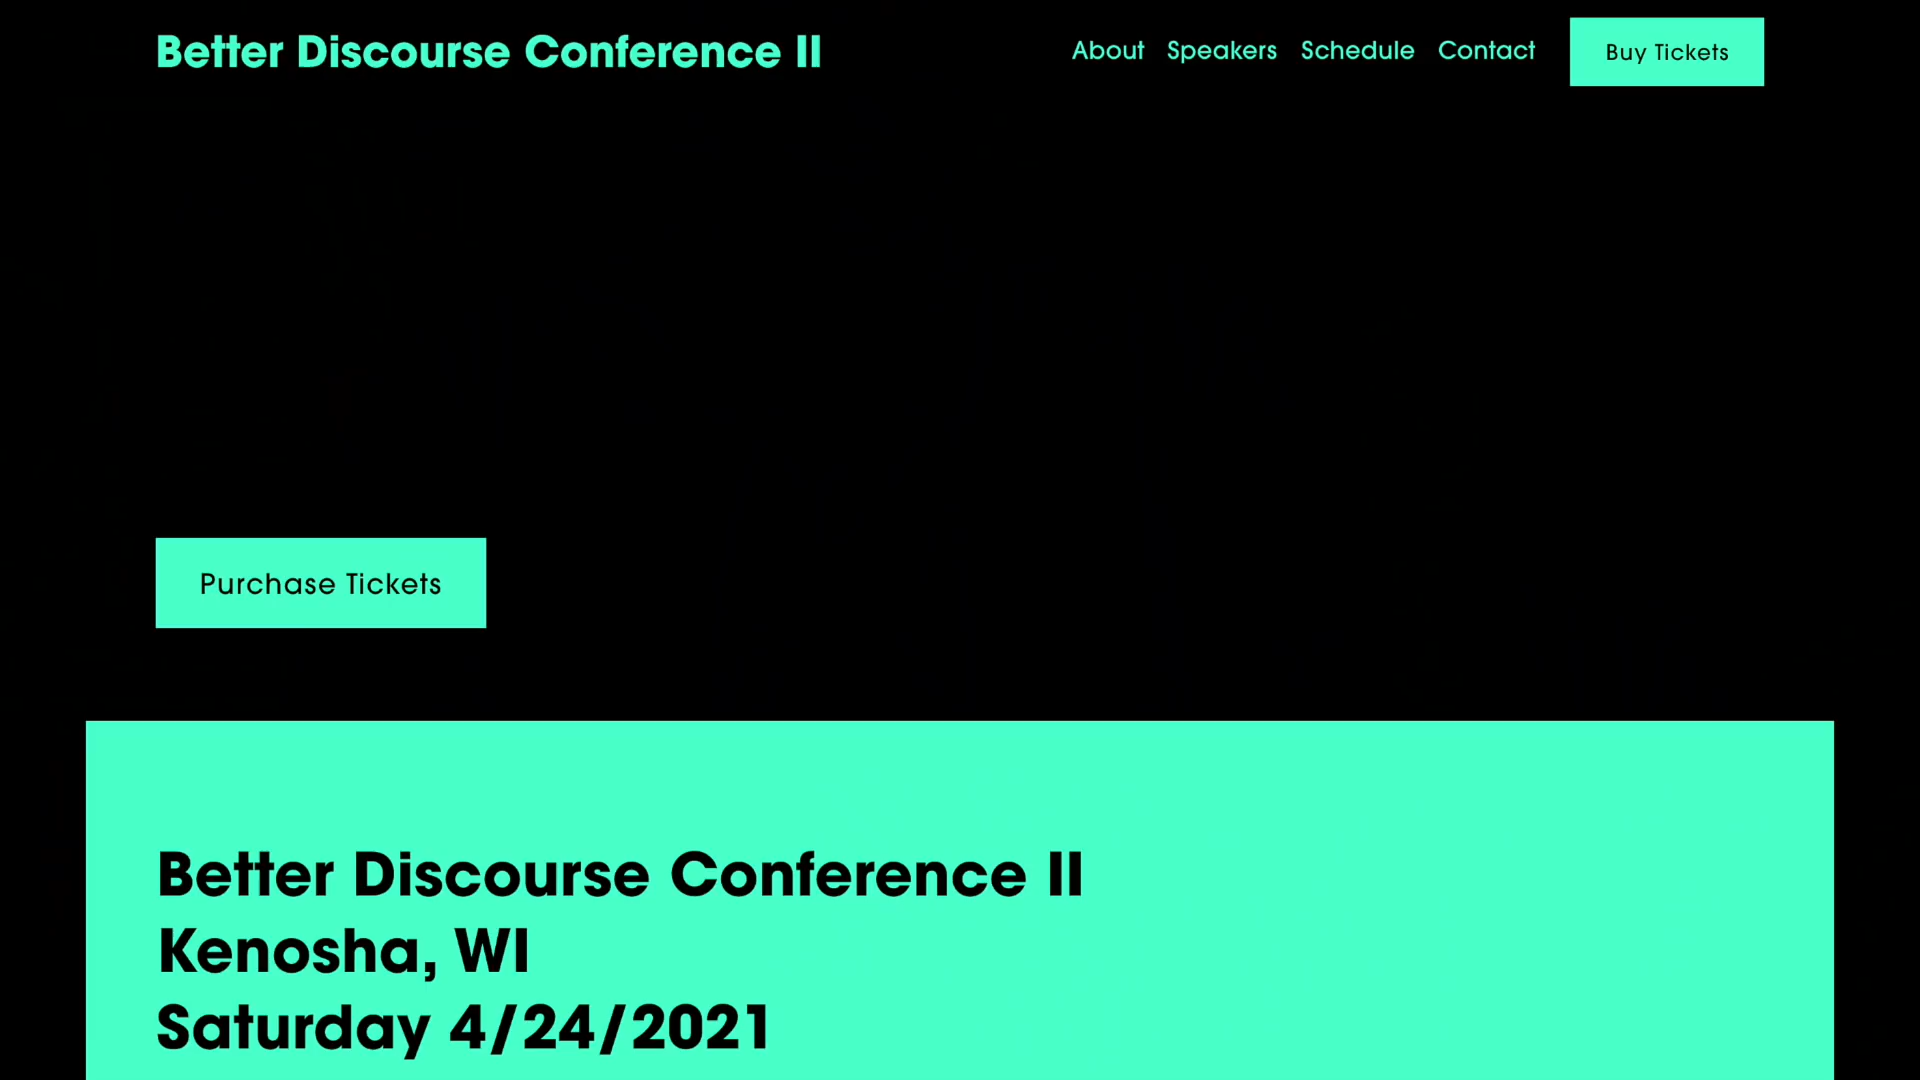 Better Discourse Conference II
About Speakers Schedule Contact Buy Tickets
Purchase Tickets
Better Discourse Conference II
Kenosha, WI
Saturday 4/24/2021